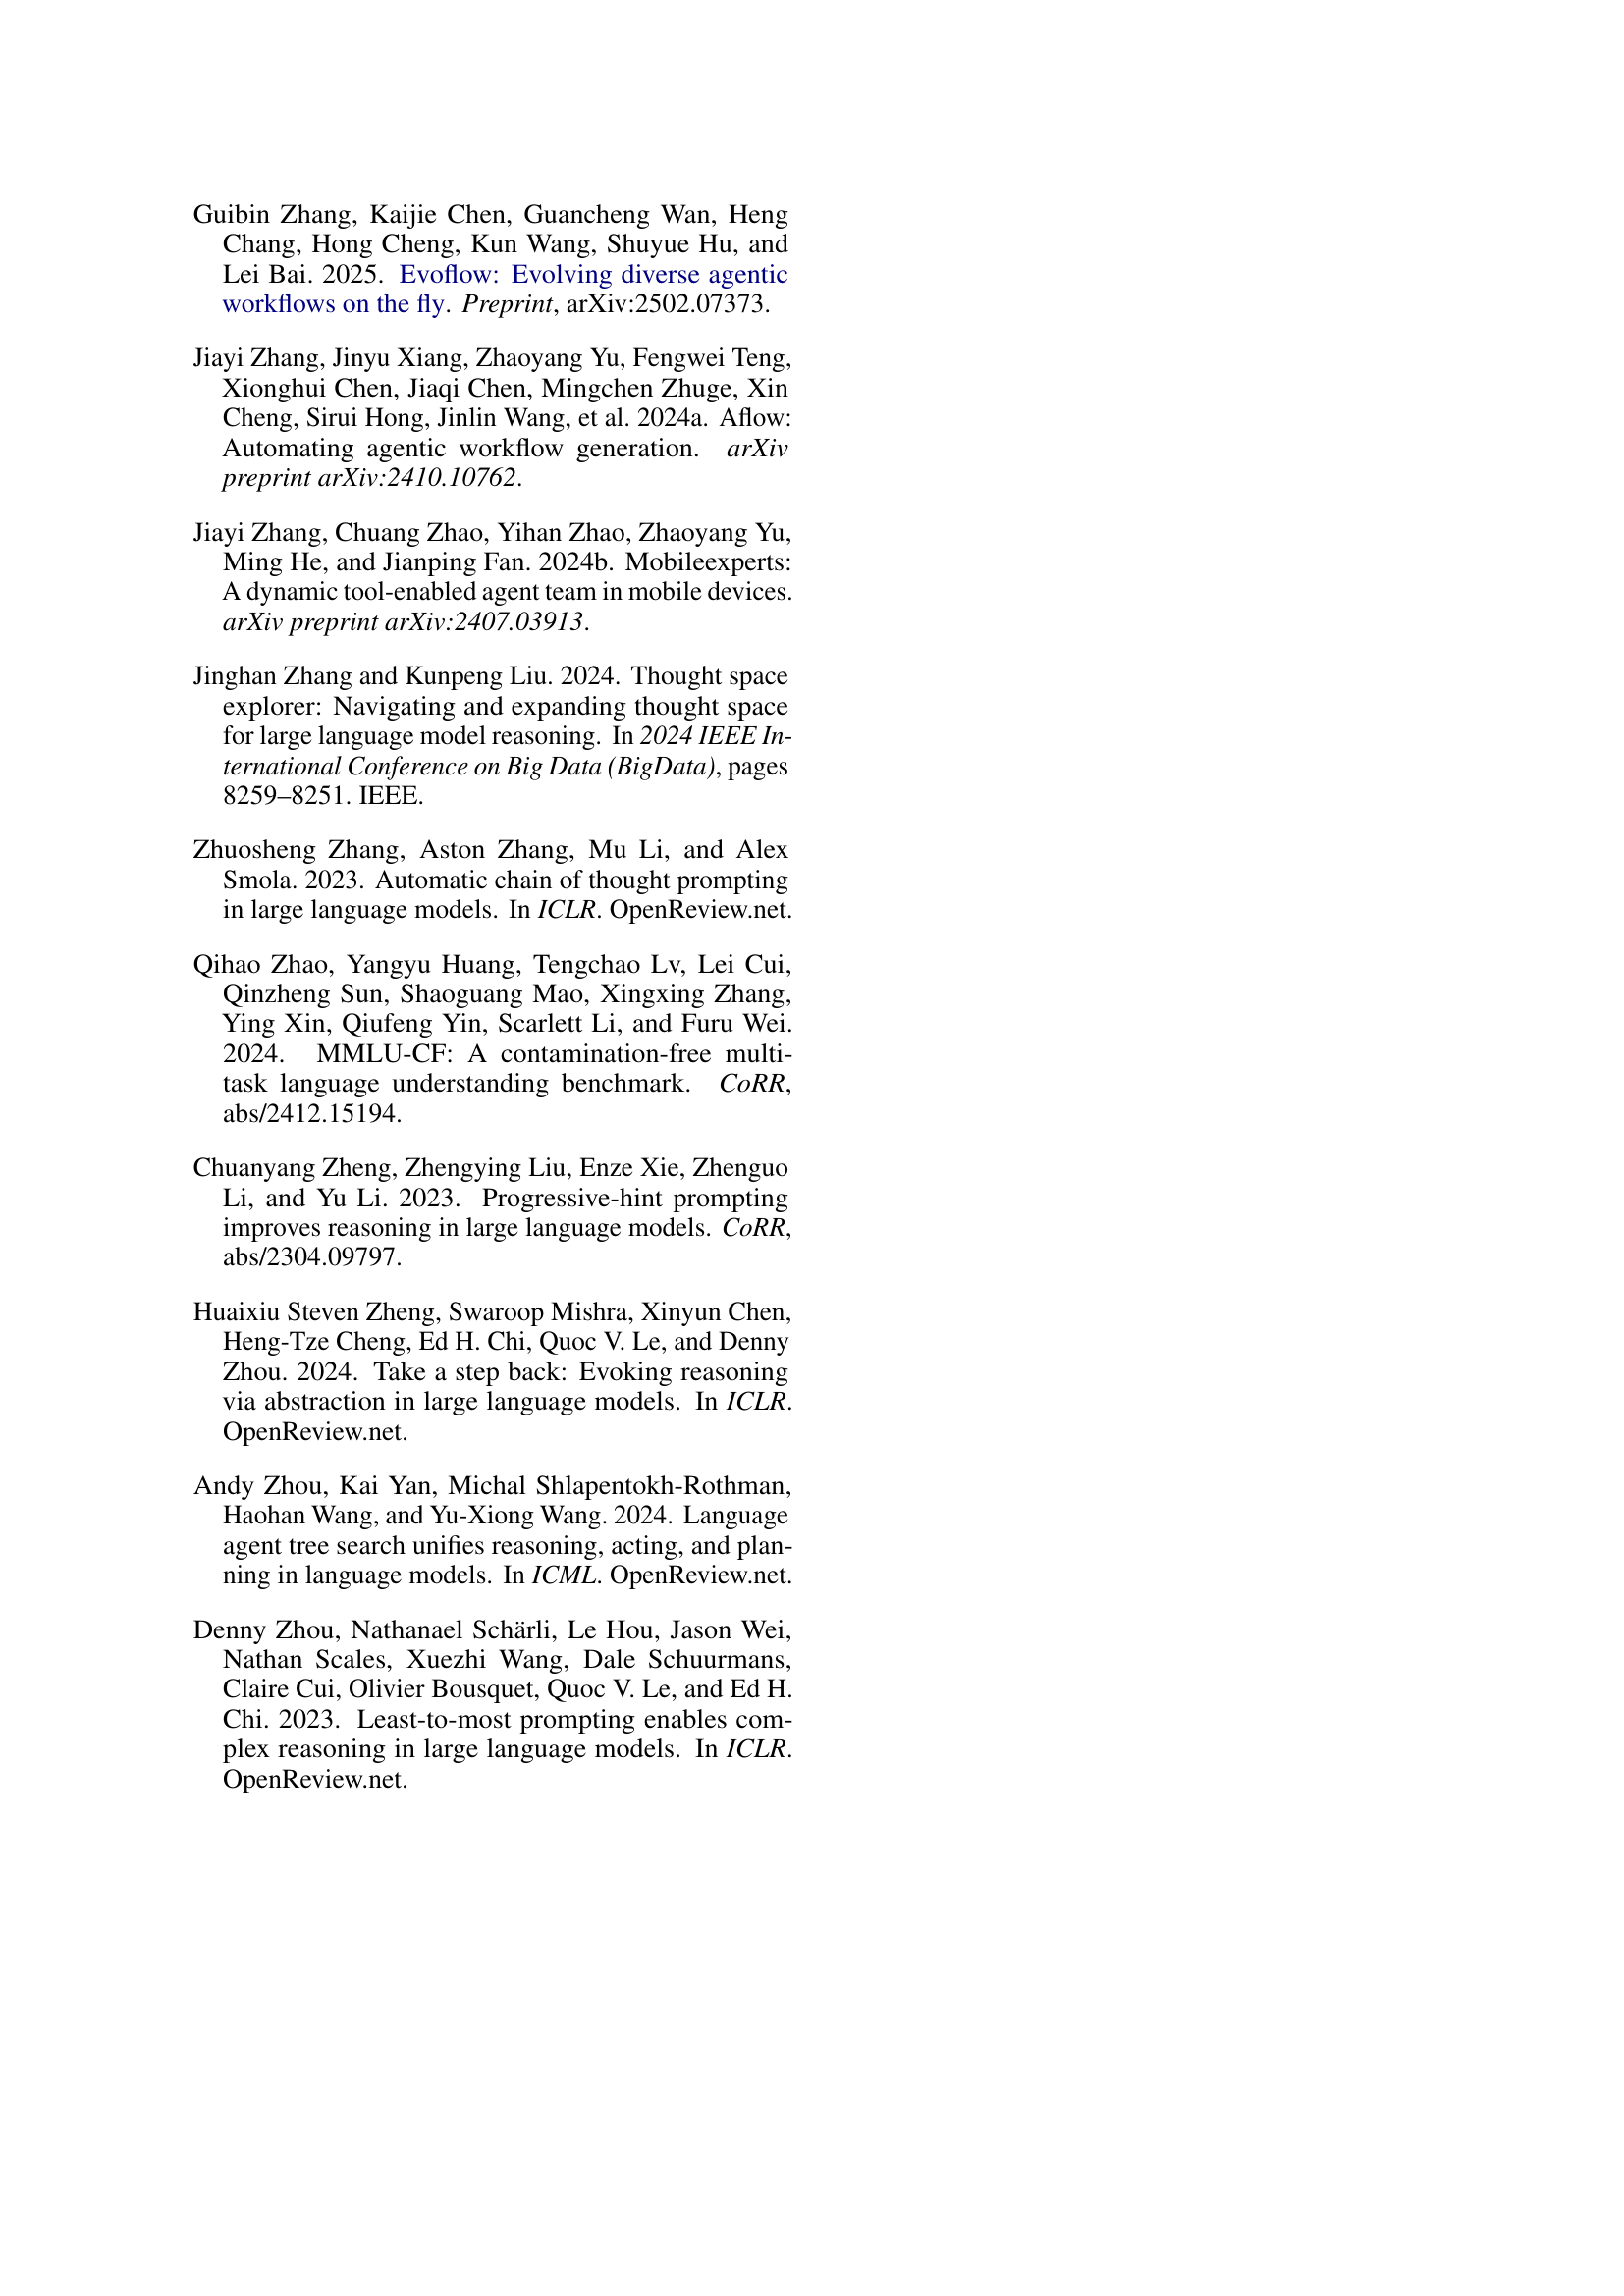 Guibin Zhang, Kaijie Chen, Guancheng Wan, Heng
Chang, Hong Cheng, Kun Wang, Shuyue Hu, and
Lei Bai. 2025. Evoflow: Evolving diverse agentic
workflows on the fly. Preprint, arXiv:2502.07373.
Jiayi Zhang, Jinyu Xiang, Zhaoyang Yu, Fengwei Teng,
Xionghui Chen, Jiaqi Chen, Mingchen Zhuge, Xin
Cheng, Sirui Hong, Jinlin Wang, et al. 2024a. Aflow:
Automating agentic workflow generation. arXiv
preprint arXiv:2410.10762.
Jiayi Zhang, Chuang Zhao, Yihan Zhao, Zhaoyang Yu,
Ming He, and Jianping Fan. 2024b. Mobileexperts:
A dynamic tool-enabled agent team in mobile devices.
arXiv preprint arXiv:2407.03913.
Jinghan Zhang and Kunpeng Liu. 2024. Thought space
explorer: Navigating and expanding thought space
for large language model reasoning. In 2024 IEEE In-
ternational Conference on Big Data (BigData), pages
8259–8251. IEEE.
Zhuosheng Zhang, Aston Zhang, Mu Li, and Alex
Smola. 2023. Automatic chain of thought prompting
in large language models. In ICLR. OpenReview.net.
Qihao Zhao, Yangyu Huang, Tengchao Lv, Lei Cui,
Qinzheng Sun, Shaoguang Mao, Xingxing Zhang,
Ying Xin, Qiufeng Yin, Scarlett Li, and Furu Wei.
2024. MMLU-CF: A contamination-free multi-
task language understanding benchmark. CoRR,
abs/2412.15194.
Chuanyang Zheng, Zhengying Liu, Enze Xie, Zhenguo
Li, and Yu Li. 2023. Progressive-hint prompting
improves reasoning in large language models. CoRR,
abs/2304.09797.
Huaixiu Steven Zheng, Swaroop Mishra, Xinyun Chen,
Heng-Tze Cheng, Ed H. Chi, Quoc V. Le, and Denny
Zhou. 2024. Take a step back: Evoking reasoning
via abstraction in large language models. In ICLR.
OpenReview.net.
Andy Zhou, Kai Yan, Michal Shlapentokh-Rothman,
Haohan Wang, and Yu-Xiong Wang. 2024. Language
agent tree search unifies reasoning, acting, and plan-
ning in language models. In ICML. OpenReview.net.
Denny Zhou, Nathanael Schärli, Le Hou, Jason Wei,
Nathan Scales, Xuezhi Wang, Dale Schuurmans,
Claire Cui, Olivier Bousquet, Quoc V. Le, and Ed H.
Chi. 2023. Least-to-most prompting enables com-
plex reasoning in large language models. In ICLR.
OpenReview.net.